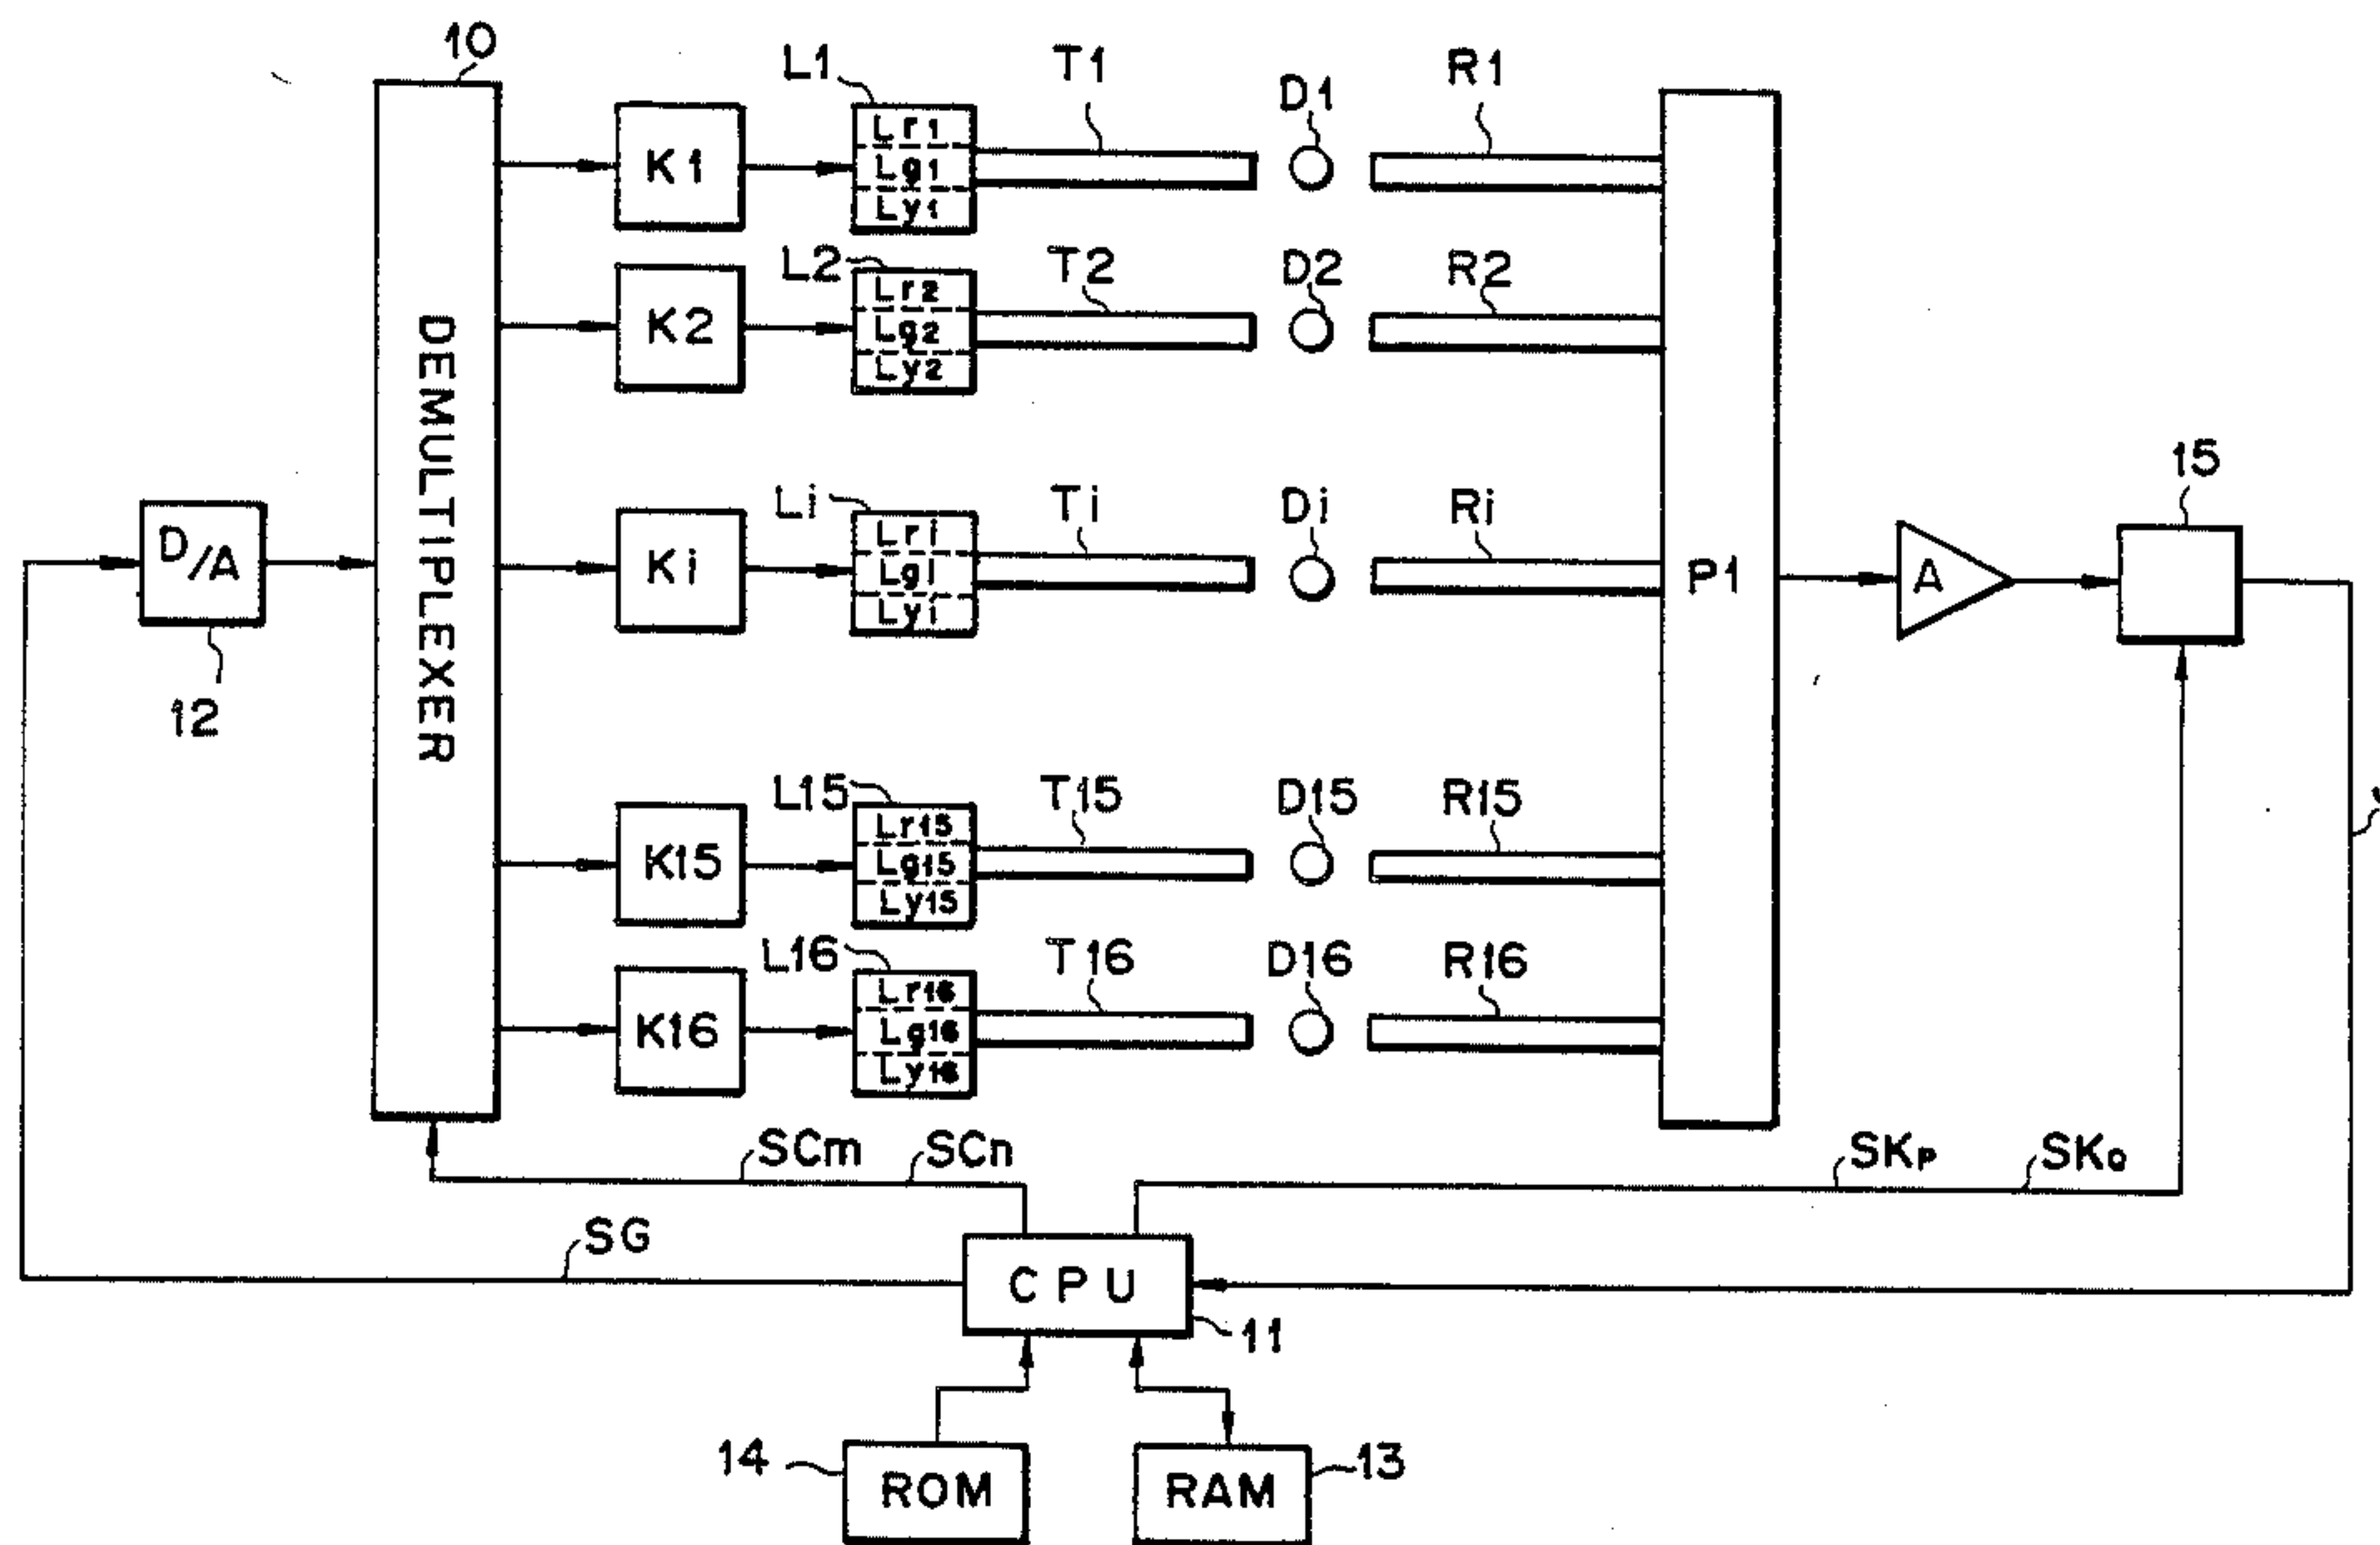 10
L1 T1 D1 R1
K1
Lr1
Lg1
Ly1
L2 T2 D2 R2
K2
Lr2
Lg2
Ly2
DEMULTIPLEXER
D/A
12
Li Ti Di Ri
Ki
Lri
Lgi
Lyi
P1
A
15
L15 T15 D15 R15
K15
Lr15
Lg15
Ly15
L16 T16 D16 R16
K16
Lr16
Lg16
Ly16
SCm SCn
SKp
SG
CPU
11
14
ROM
RAM
13